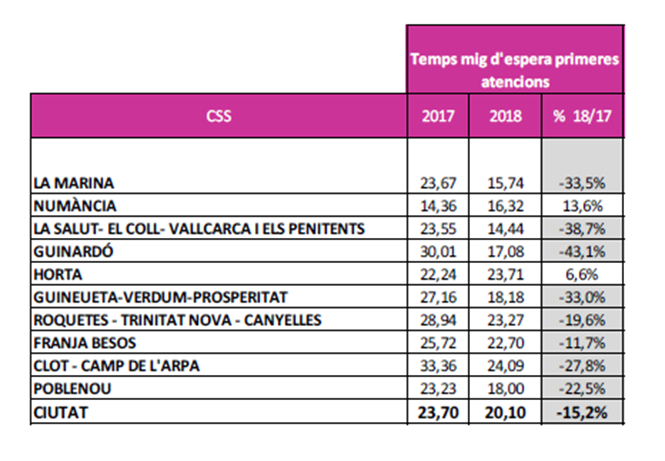 Temps mig d'espera primeres
atencions
CSS 2017 2018 % 18/17
LA MARINA 23,67 15,74 -33,5%
NUMÀNCIA 14,36 16,32 13,6%
LA SALUT- EL COLL- VALLCARCA I ELS PENITENTS 23,55 14,44 -38,7%
GUINARDÓ 30,01 17,08 -43,1%
HORTA 22,24 23,71 6,6%
GUINEUETA-VERDUM-PROSPERITAT 27,16 18,18 -33,0%
ROQUETES - TRINITAT NOVA - CANYELLES 28,94 23,27 -19,6%
FRANJA BESOS 25,72 22,70 -11,7%
CLOT - CAMP DE L'ARPA 33,36 24,09 -27,8%
POBLENOU 23,23 18,00 -22,5%
CIUTAT 23,70 20,10 -15,2%